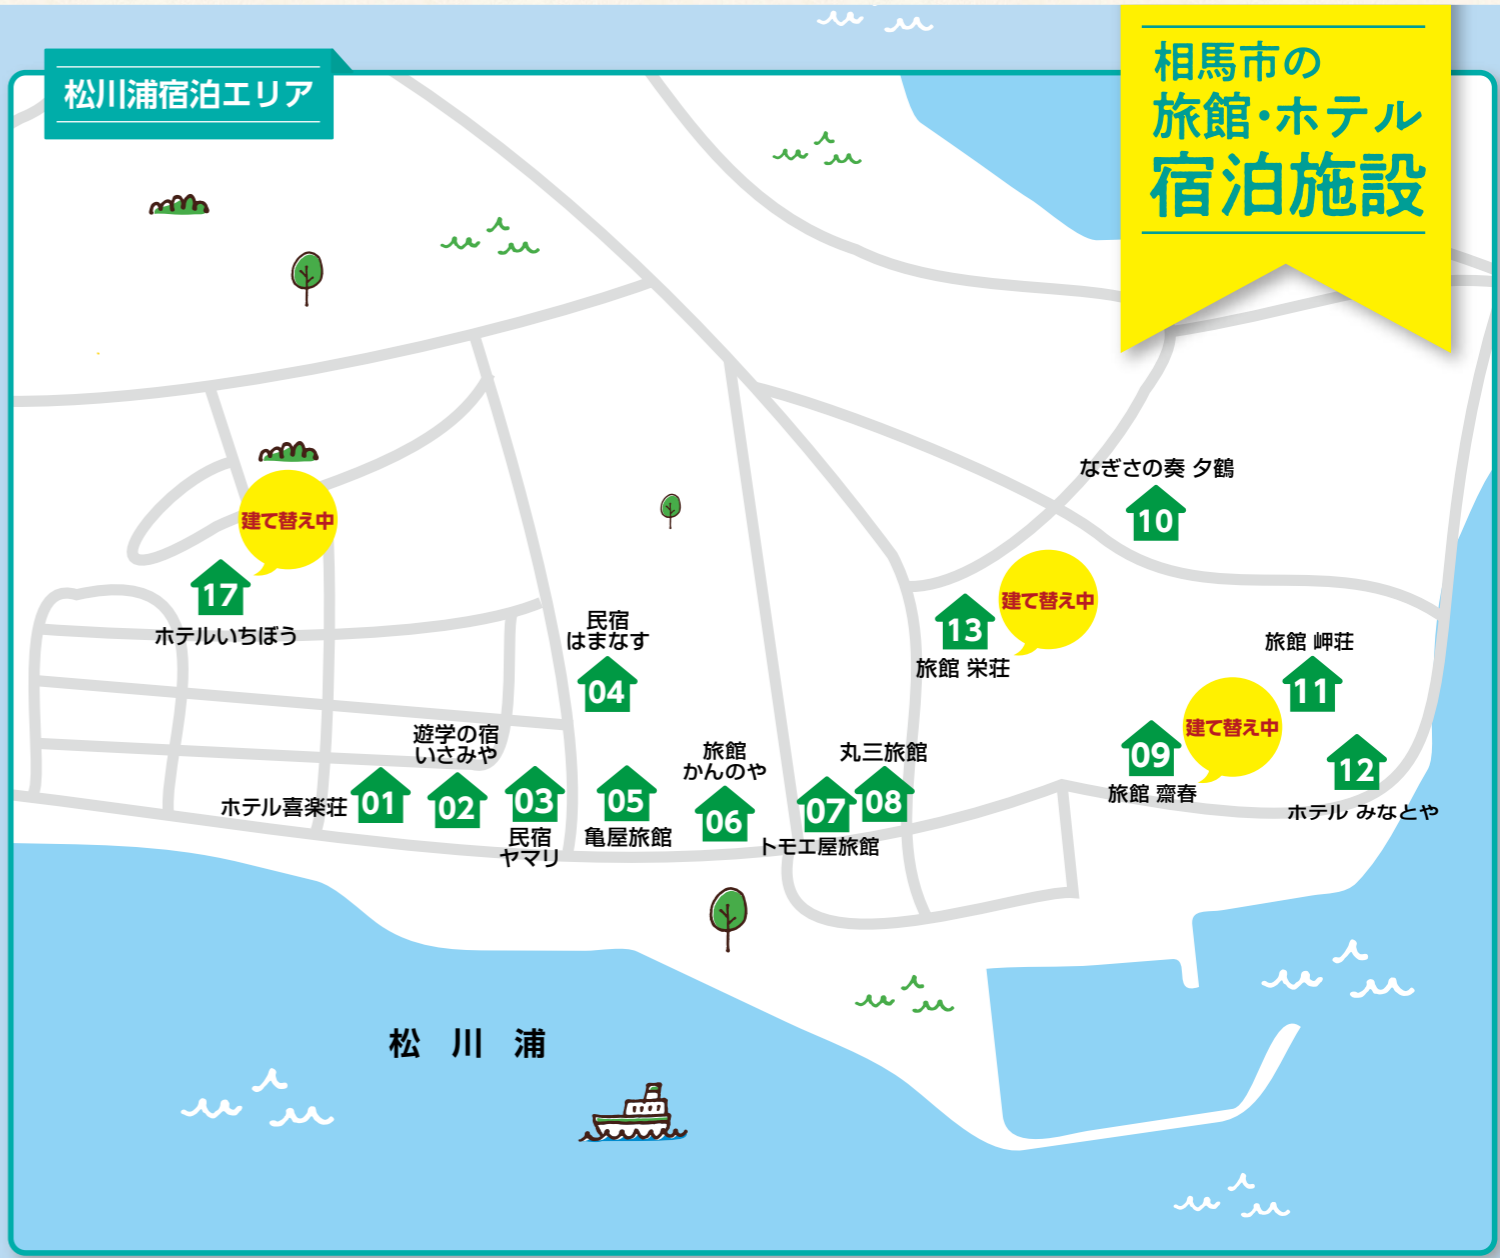 松川浦宿泊エリア
相馬市の
旅館・ホテル
宿泊施設
なぎさの奏 夕鶴
10
建て替え中
17
ホテルいちぼう
建て替え中
13
旅館 栄荘
民宿
はまなす
04
旅館 岬荘
11
建て替え中
09
旅館 齋春
12
ホテル みなとや
遊学の宿
いさみや
02
ホテル喜楽荘
01
03
民宿
ヤマリ
05
亀屋旅館
旅館
かんのや
06
丸三旅館
08
07
トモエ屋旅館
松川浦